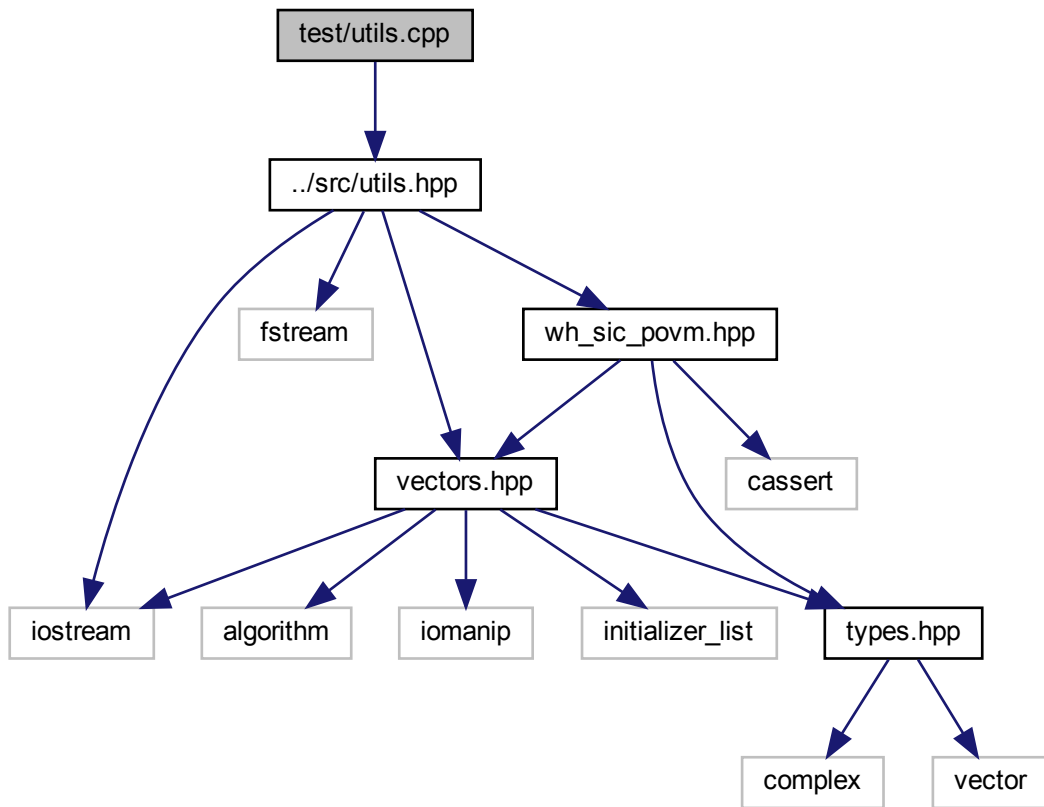 test/utils.cpp
../src/utils.hpp
fstream
wh_sic_povm.hpp
vectors.hpp
cassert
iostream
algorithm
iomanip
initializer_list
types.hpp
complex
vector